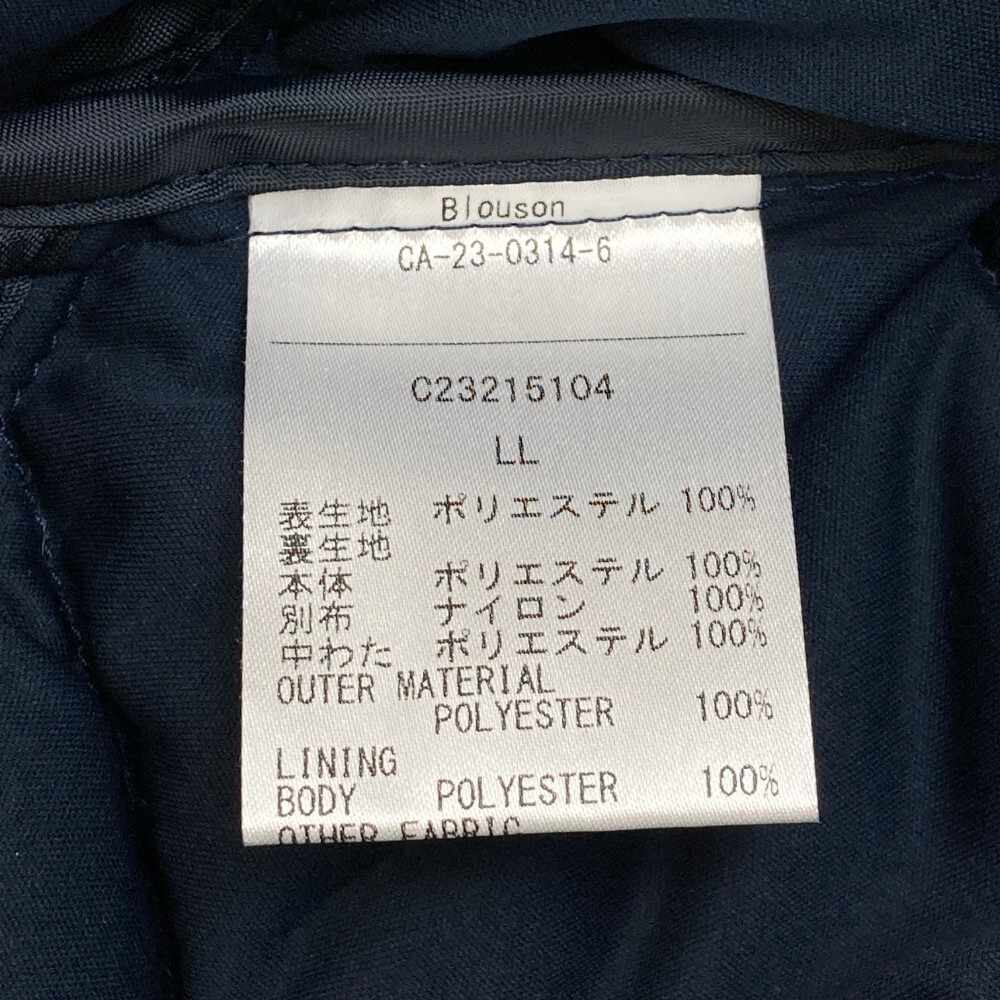 Blouson
CA-23-0314-6
C23215104
LL
表生地 ポリエステル 100%
裏生地
本体 ポリエステル 100%
別布 ナイロン 100%
中わた ポリエステル 100%
OUTER MATERIAL
POLYESTER 100%
LINING
BODY POLYESTER 100%
OTHER FABRIC